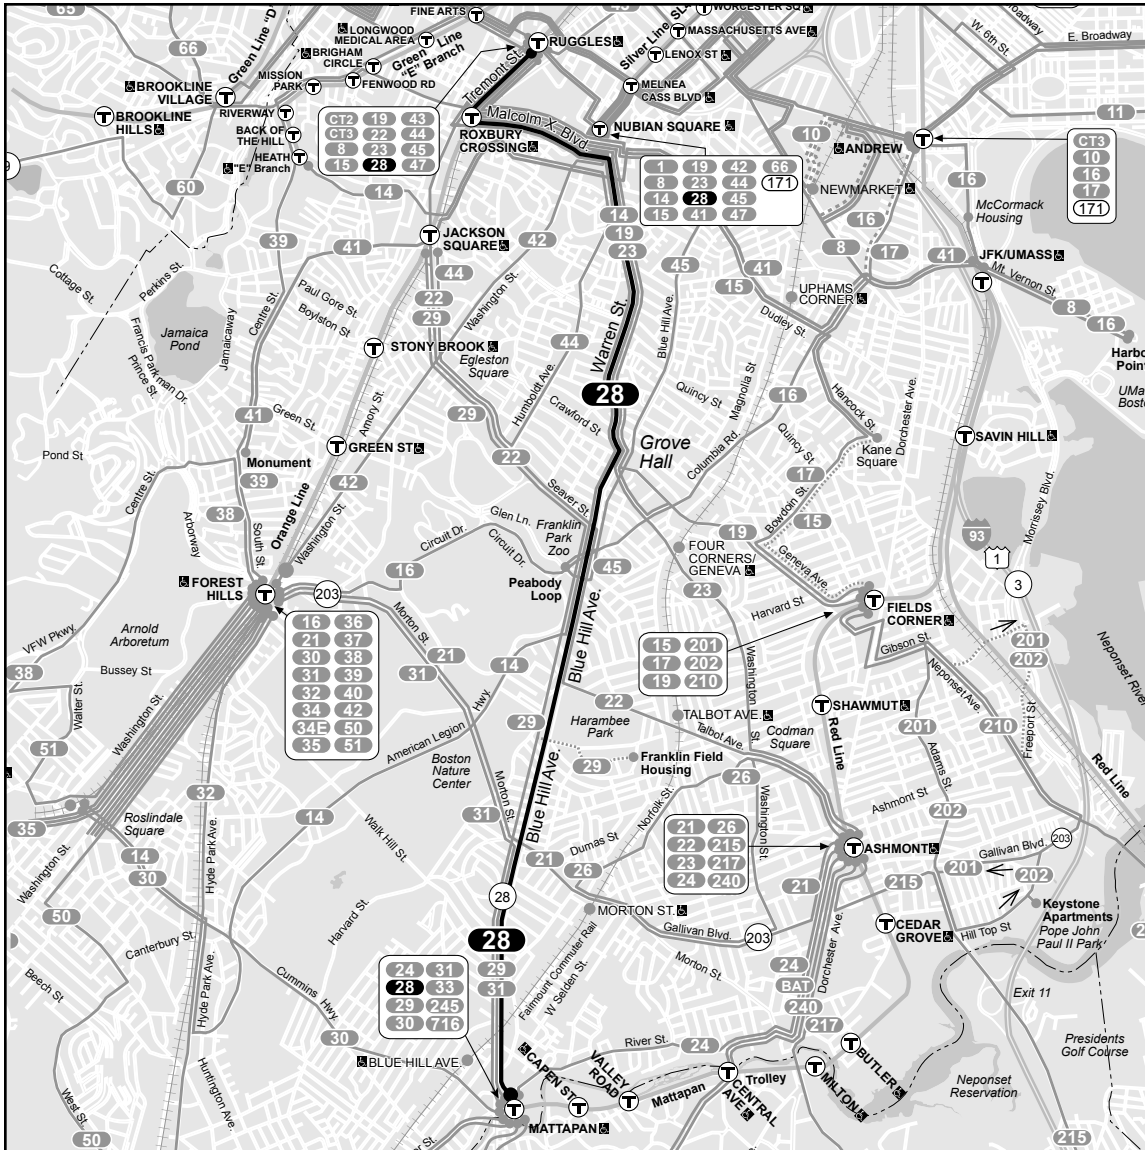 65
66
FINE ARTS
LONGWOOD
MEDICAL AREA
BRIGHAM
CIRCLE
Green Line "D"
Green Line
"E" Branch
MISSION
PARK
FENWOOD RD
BROOKLINE
VILLAGE
BROOKLINE
HILLS
RIVERWAY
BACK OF
THE HILL
HEATH
"E" Branch
60
RUGGLES
Tremont St.
Silver Line SL
WORCESTER SQ
MASSACHUSETTS AVE
LENOX ST
MELNEA
CASS BLVD
NUBIAN SQUARE
Malcolm X. Blvd
ROXBURY
CROSSING
CT2 19 43
CT3 22 44
8 23 45
15 28 47
1 19 42 66
8 23 44 171
14 28 45
15 41 47
W. 6th St.
E. Broadway
11
10
ANDREW
CT3
10
16
17
171
NEWMARKET
16
McCormack
Housing
16
8
17
41
JFK/UMASS
Mt. Vernon St.
8
16
14
39
41
JACKSON
SQUARE
42
44
14
19
23
45
41
15
UPHAMS
CORNER
Dudley St.
Cottage St.
Perkins St.
Paul Gore St.
Boylston St
Centre St.
Jamaicaway
Jamaica
Pond
Francis Parkman Dr.
Prince St.
22
29
Washington St.
STONY BROOK
Egleston
Square
44
Humboldt Ave.
Warren St.
Blue Hill Ave.
28
Magnolia St
16
Hancock St.
Dorchester Ave.
Quincy St
Crawford St
29
22
41
Green St.
Amory St.
GREEN ST
Monument
39
42
Pond St
Centre St.
Grove
Hall
Columbia Rd.
Quincy St
17
Kane
Square
SAVIN HILL
38
Arborway
South St.
Orange Line
Washington St.
Seaver St.
Glen Ln.
Circuit Dr.
Circuit Dr.
Franklin
Park
Zoo
16
Peabody
Loop
45
19
Bowdoin St.
15
FOUR
CORNERS/
GENEVA
Geneva Ave.
23
Harvard St
93
1
3
Morrissey Blvd.
FOREST
HILLS
203
16 36
21 37
30 38
31 39
32 40
34 42
34E 50
35 51
Arnold
Arboretum
VFW Pkwy.
Bussey St
38
Walter St.
Washington St.
51
Morton St.
21
31
14
Blue Hill Ave.
15 201
17 202
19 210
FIELDS
CORNER
Gibson St.
201
202
Neponset River
22
Harambee
Park
Washington
St.
TALBOT AVE.
Talbot Ave.
Codman
Square
SHAWMUT
Red Line
Neponset Ave.
201
210
Freeport St
Red Line
American Legion
Hwy.
Boston
Nature
Center
29
29
Franklin Field
Housing
26
Adams St.
Ashmont St
202
32
Roslindale
Square
35
14
30
Hyde Park Ave.
14
Walk Hill St.
Morton St.
31
Blue Hill Ave.
Norfolk St.
Dumas St
Washington St.
21 26
22 215
23 217
24 240
ASHMONT
Gallivan Blvd.
203
201
202
Washington St.
50
21
26
21
215
Keystone
Apartments
Pope John
Paul II Park
CEDAR
GROVE
Hill Top St
28
Harvard St.
28
MORTON ST.
Gallivan Blvd.
203
Morton St.
Dorchester Ave.
Canterbury St.
Beech St.
Hyde Park Ave.
Cummins
Hwy.
30
24 31
28 33
29 245
30 716
29
31
Fairmount Commuter Rail
W Selden St.
24
BAT
240
217
Exit 11
Presidents
Golf Course
BLUE HILL AVE.
River St.
24
CAPEN ST
VALLEY
ROAD
Mattapan
Trolley
CENTRAL
AVE
MILTON
BUTLER
Neponset
Reservation
MATTAPAN
Huntington Ave.
West St.
50
215